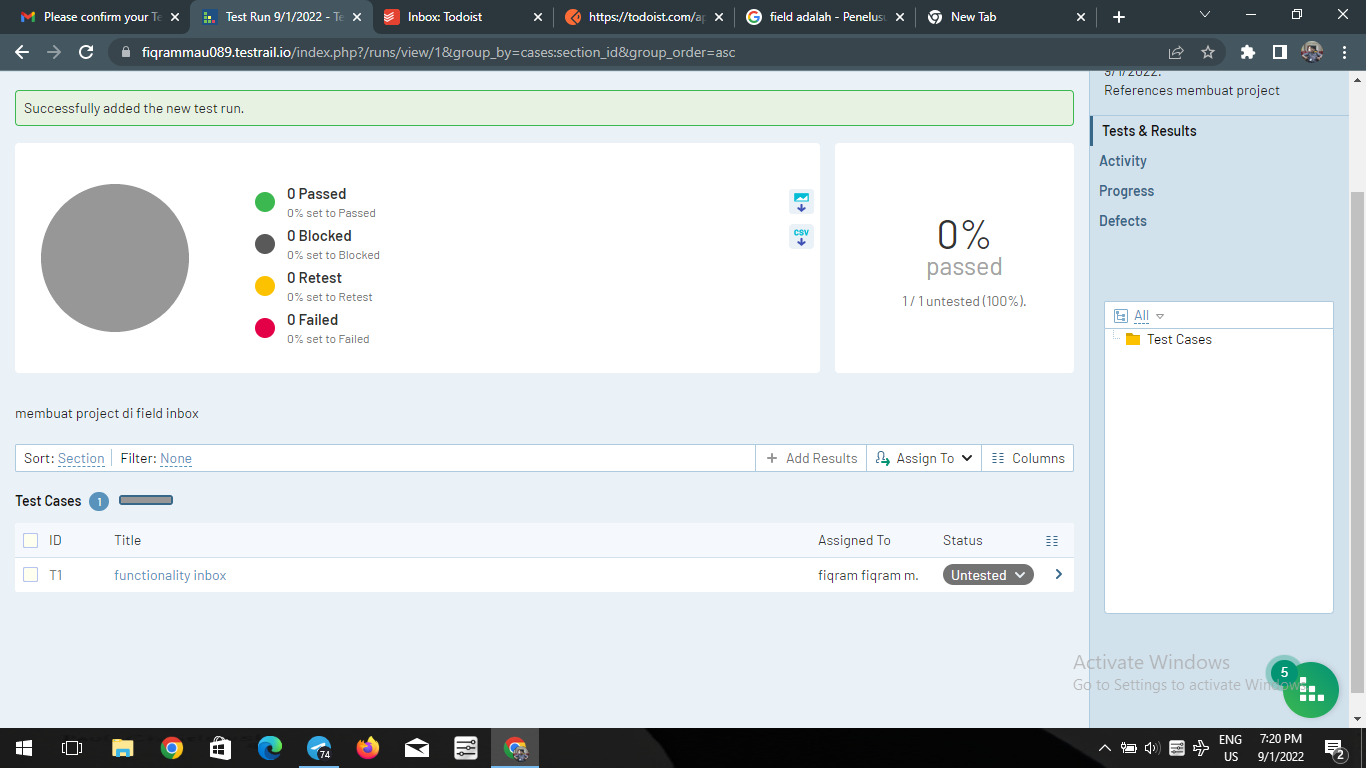 Please confirm your Te
Test Run 9/1/2022 - Te
Inbox: Todoist
https://todoist.com/ap
field adalah - Penelusu
New Tab
fiqrammau089.testrail.io/index.php?/runs/view/1&group_by=cases:section_id&group_order=asc
Successfully added the new test run.
0 Passed
0% set to Passed
0 Blocked
0% set to Blocked
0 Retest
0% set to Retest
0 Failed
0% set to Failed
CSV
0%
passed
1 / 1 untested (100%).
membuat project di field inbox
Sort: Section Filter: None
+ Add Results Assign To Columns
Test Cases 1
ID Title Assigned To Status
T1 functionality inbox fiqram fiqram m. Untested
9/1/2022.
References membuat project
Tests & Results
Activity
Progress
Defects
All
Test Cases
Activate Windows
Go to Settings to activate Windows.
5
74
ENG
US
7:20 PM
9/1/2022
2